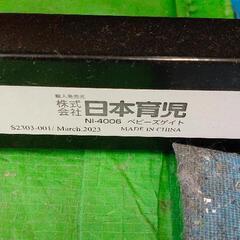 輸入発売元
株式会社 日本育児
NI-4006 ベビーズゲイト
S2303-001/ March.2023 MADE IN CHINA